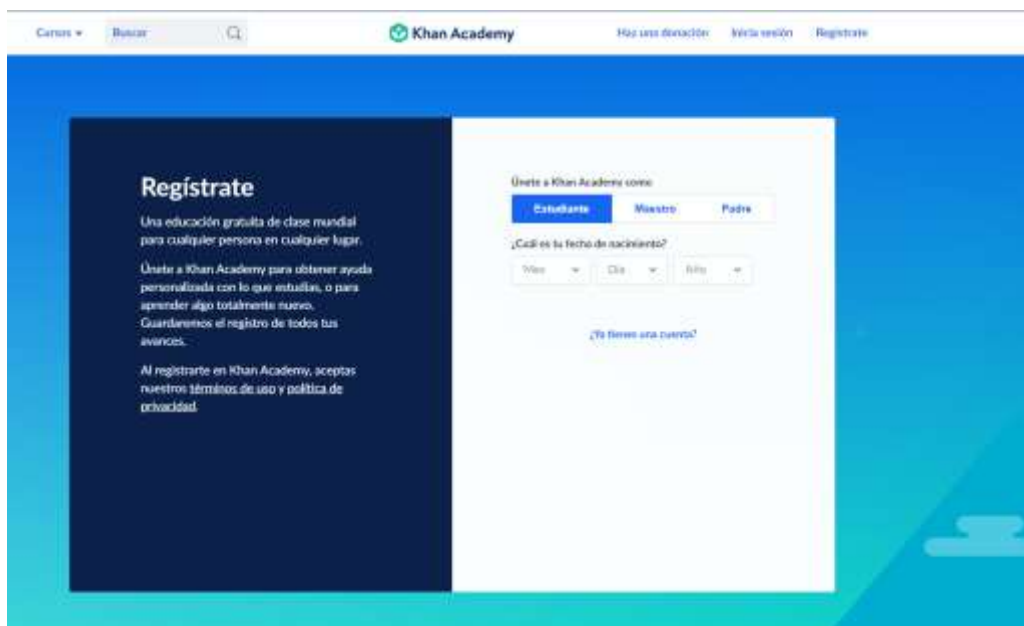 Cursos
Buscar
Khan Academy
Haz una donación
Inicia sesión
Regístrate
Regístrate
Una educación gratuita de clase mundial
para cualquier persona en cualquier lugar.
Únete a Khan Academy para obtener ayuda
personalizada con lo que estudias, o para
aprender algo totalmente nuevo.
Guardaremos el registro de todos tus
avances.
Al registrarte en Khan Academy, aceptas
nuestros términos de uso y política de
privacidad.
Únete a Khan Academy como
Estudiante
Maestro
Padre
¿Cuál es tu fecha de nacimiento?
Mes
Día
Año
¿Ya tienes una cuenta?